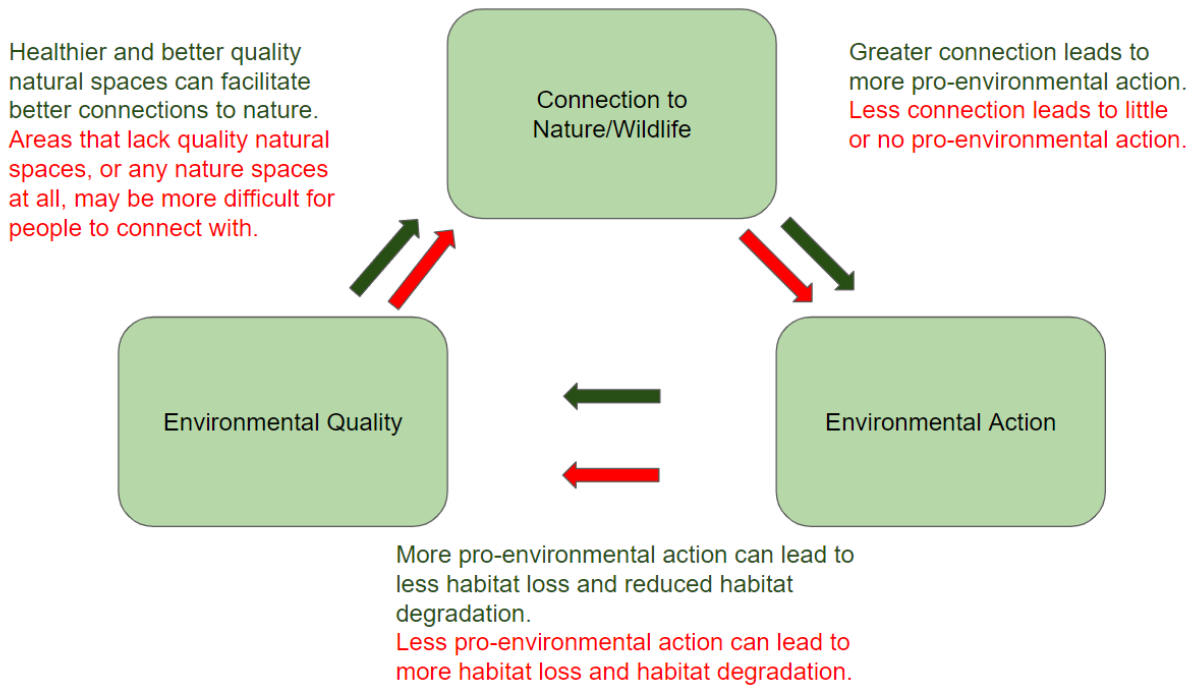 Healthier and better quality
natural spaces can facilitate
better connections to nature.
Areas that lack quality natural
spaces, or any nature spaces
at all, may be more difficult for
people to connect with.
Connection to
Nature/Wildlife
Greater connection leads to
more pro-environmental action.
Less connection leads to little
or no pro-environmental action.
Environmental Quality
Environmental Action
More pro-environmental action can lead to
less habitat loss and reduced habitat
degradation.
Less pro-environmental action can lead to
more habitat loss and habitat degradation.